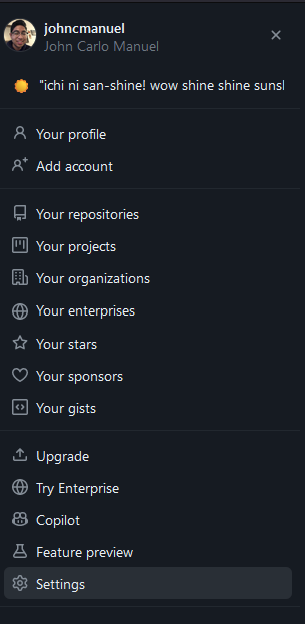 johncmanuel
John Carlo Manuel
"ichi ni san-shine! wow shine shine
Your profile
Add account
Your repositories
Your projects
Your organizations
Your enterprises
Your stars
Your sponsors
Your gists
Upgrade
Try Enterprise
Copilot
Feature preview
Settings